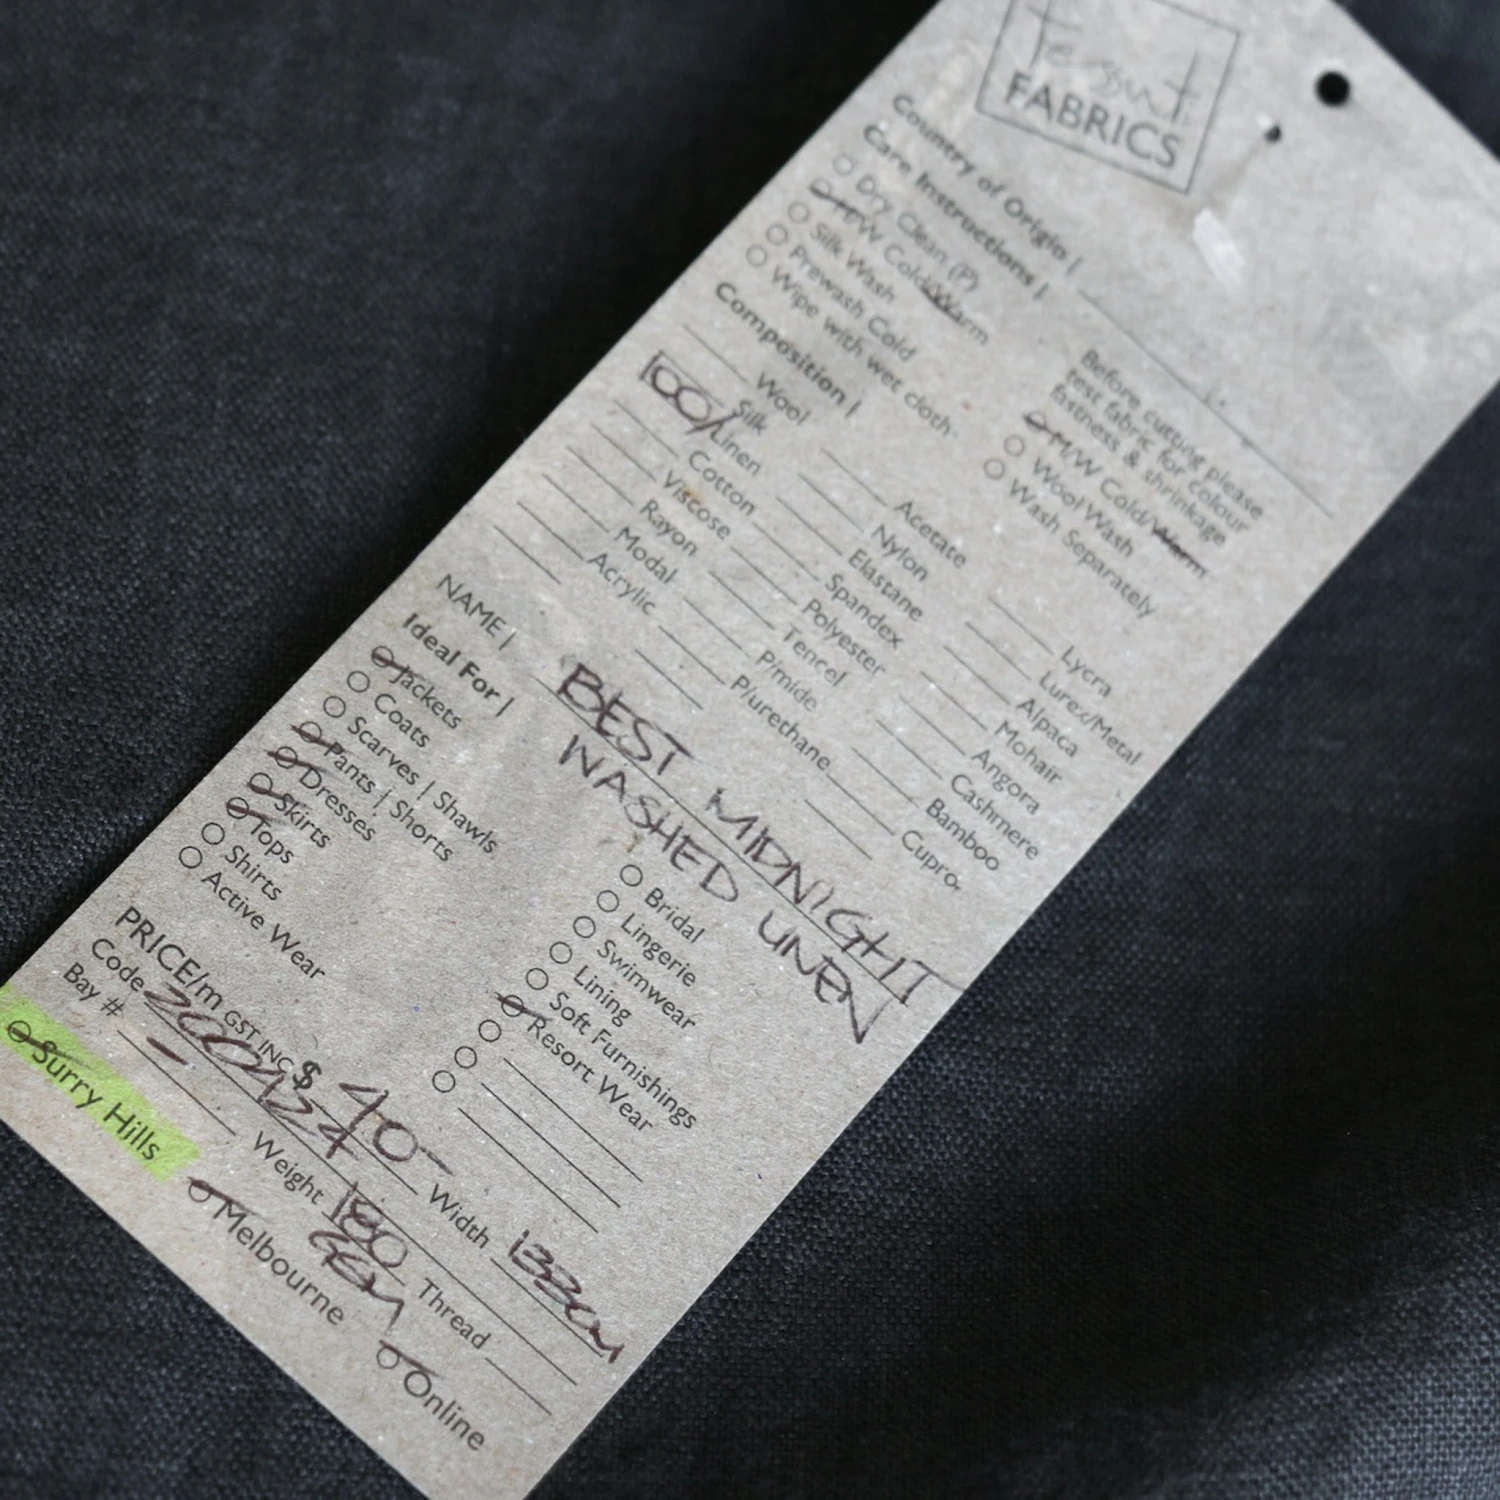 Tessuti
FABRICS
Country of Origin |
Care Instructions |
Dry Clean (P)
H/W Cold/Warm
Silk Wash
Prewash Cold
Wipe with wet cloth
Before cutting please
test fabric for colour
fastness & shrinkage
M/W Cold/Warm
Wool Wash
Wash Separately
Composition |
Wool
Silk
100% Linen
Cotton
Viscose
Rayon
Modal
Acrylic
Acetate
Nylon
Elastane
Spandex
Polyester
Tencel
P/mide
P/urethane
Lycra
Lurex/Metal
Alpaca
Mohair
Angora
Cashmere
Bamboo
Cupro
NAME | BEST MIDNIGHT
WASHED LINEN
Ideal For |
Jackets
Coats
Scarves | Shawls
Pants | Shorts
Dresses
Skirts
Tops
Shirts
Active Wear
Bridal
Lingerie
Swimwear
Lining
Soft Furnishings
Resort Wear
PRICE/m GST INC $ 40-
Width 132cm
Code
Weight 180
GSM
Thread
Bay # -
Surry Hills
Melbourne
Online